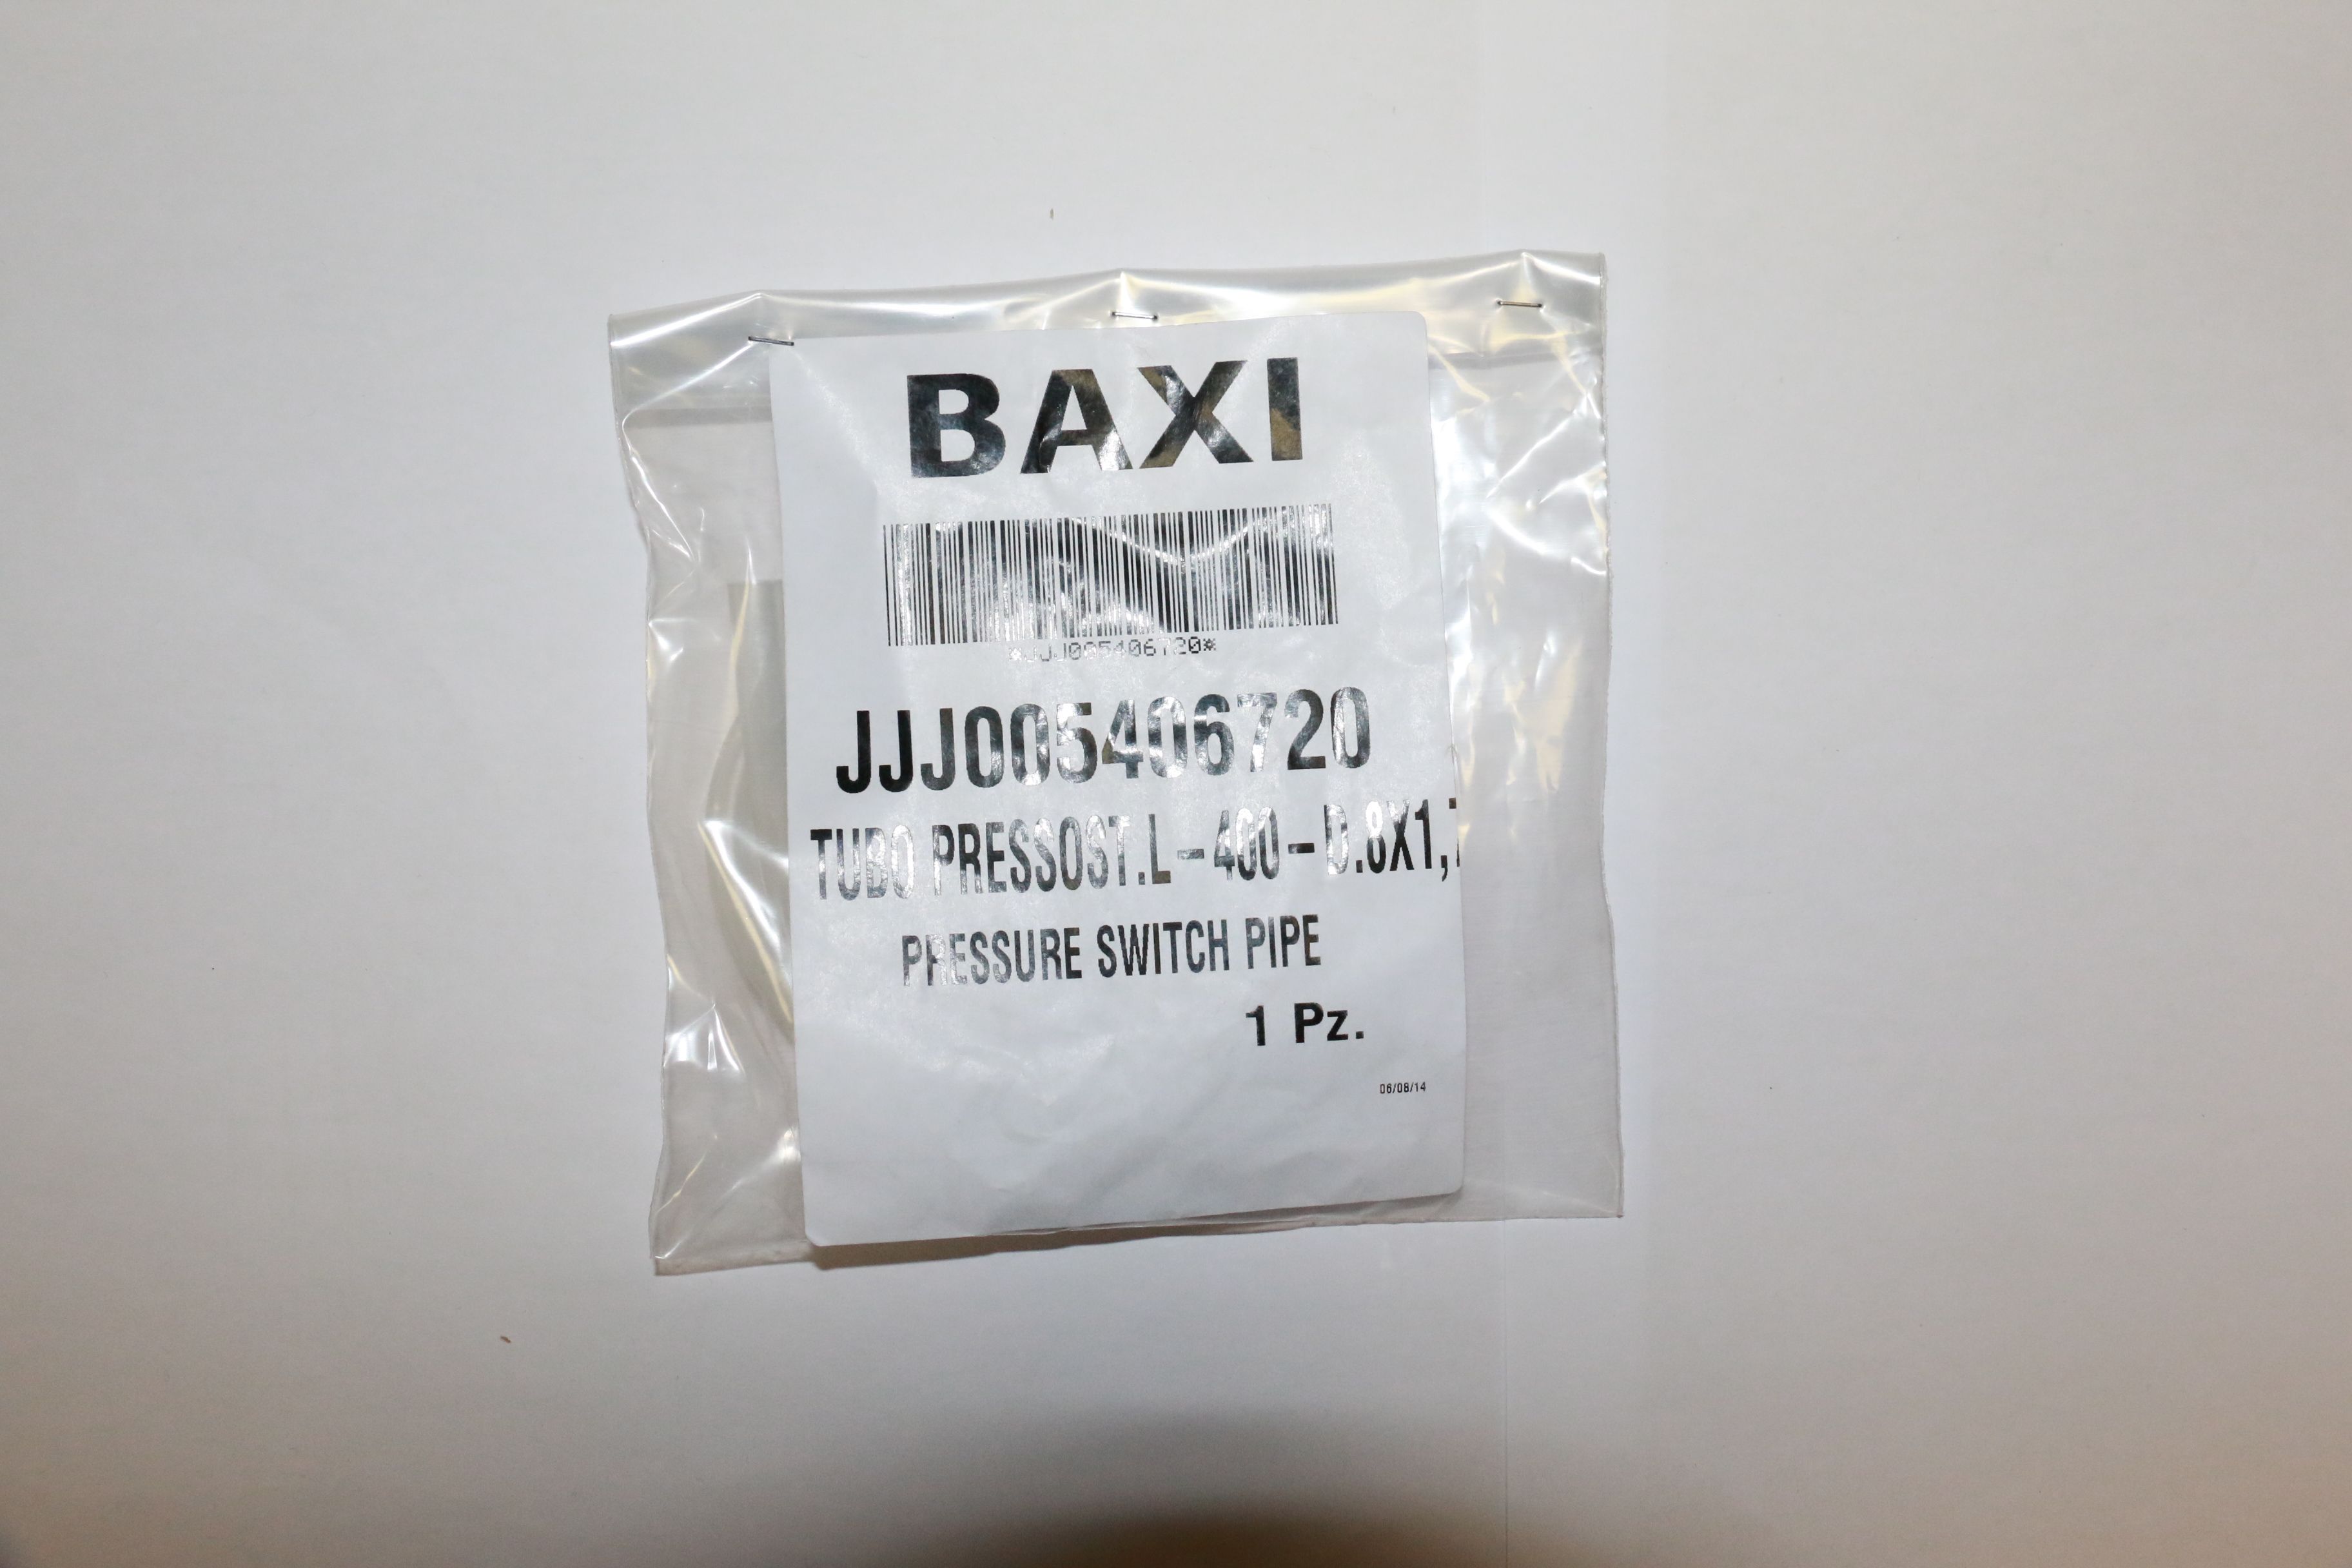 BAXI
*JJJ005406720*
JJJ005406720
TUBO PRESSOST.L-400-D.8X1,7
PRESSURE SWITCH PIPE
1 Pz.
06/08/14